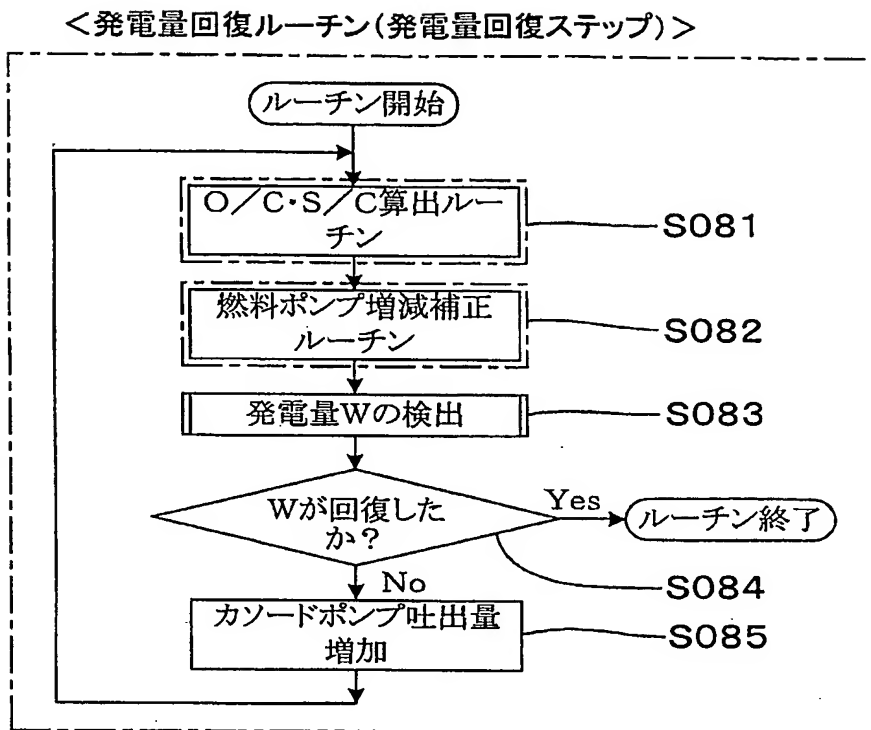 ＜発電量回復ルーチン(発電量回復ステップ)＞
ルーチン開始
O／C・S／C算出ルー
チン
S081
燃料ポンプ増減補正
ルーチン
S082
発電量Wの検出
S083
Wが回復した
か？
Yes
ルーチン終了
S084
No
カソードポンプ吐出量
増加
S085